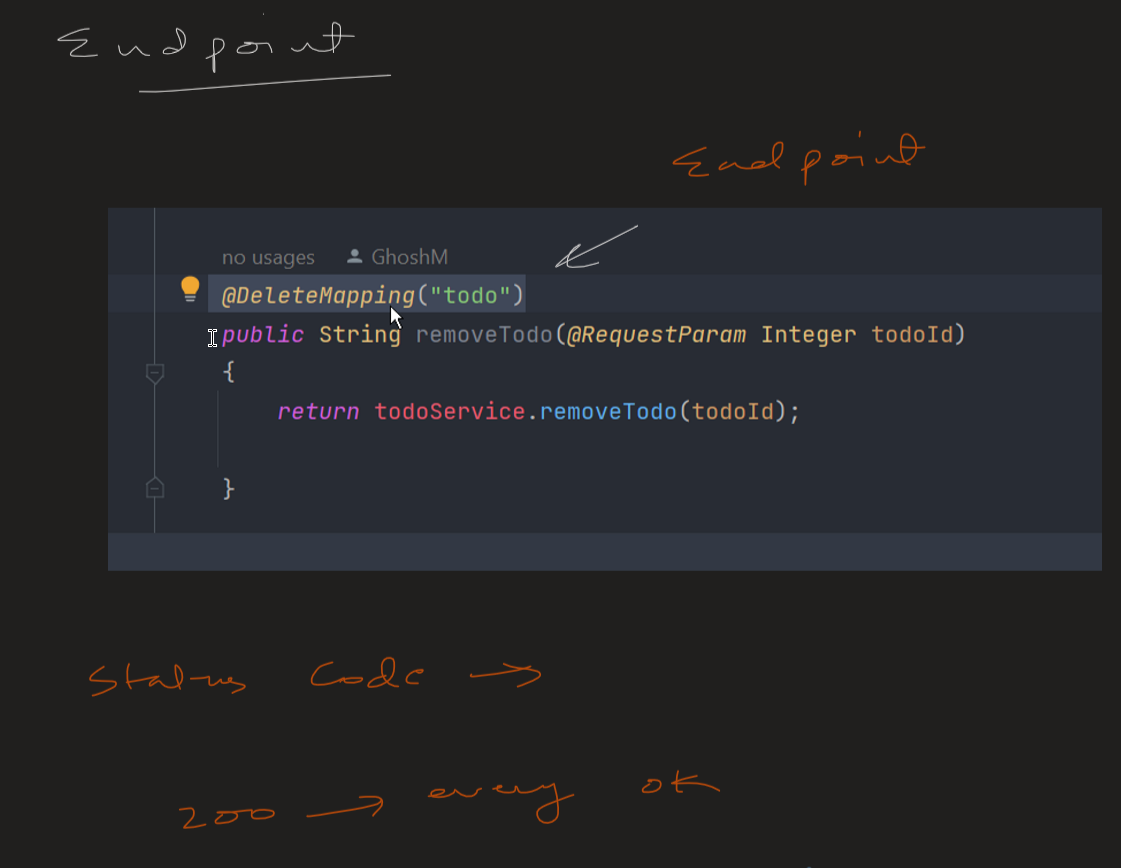 Endpoint
Endpoint
no usages GhoshM
@DeleteMapping("todo")
public String removeTodo(@RequestParam Integer todoId)
{
return todoService.removeTodo(todoId);
}
Status Code →
200 → every ok